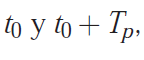 t₀ y t₀ + Tₚ,